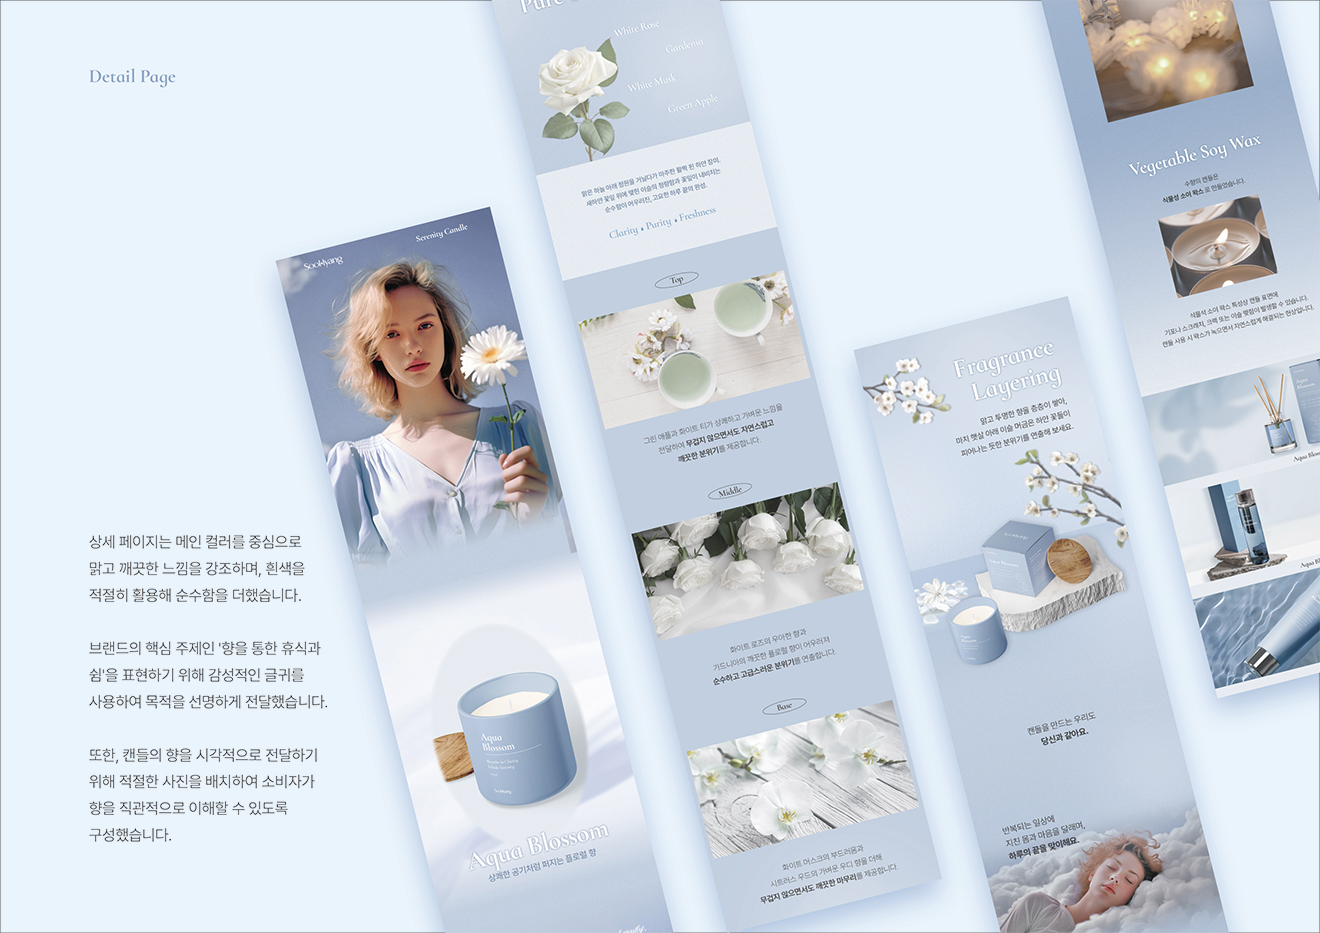 Detail Page
상세 페이지는 메인 컬러를 중심으로
맑고 깨끗한 느낌을 강조하며, 흰색을
적절히 활용해 순수함을 더했습니다.
브랜드의 핵심 주제인 '향을 통한 휴식과
쉼'을 표현하기 위해 감성적인 글귀를
사용하여 목적을 선명하게 전달했습니다.
또한, 캔들의 향을 시각적으로 전달하기
위해 적절한 사진을 배치하여 소비자가
향을 직관적으로 이해할 수 있도록
구성했습니다.
SooHyang
Serenity Candle
Aqua
Blossom
Aqua Blossom
상쾌한 공기처럼 퍼지는 플로럴 향
Pure
White Rose
Gardenia
White Musk
Green Apple
맑은 하늘 아래 정원을 거닐다가 마주한 활짝 핀 하얀 장미.
새하얀 꽃잎 위에 맺힌 이슬의 청량함과 꽃잎이 내비치는
순수함이 어우러진, 고요한 하루 끝의 완성.
Clarity • Purity • Freshness
Top
그린 애플과 화이트 티가 상쾌하고 가벼운 느낌을
전달하여 무겁지 않으면서도 자연스럽고
깨끗한 분위기를 제공합니다.
Middle
화이트 로즈의 우아한 향과
가드니아의 깨끗한 플로럴 향이 어우러져
순수하고 고급스러운 분위기를 연출합니다.
Base
화이트 머스크의 부드러움과
시트러스 우드의 가벼운 우디 향을 더해
무겁지 않으면서도 깨끗한 마무리를 제공합니다.
Fragrance
Layering
맑고 투명한 향을 층층이 쌓아,
마치 햇살 아래 이슬 머금은 하얀 꽃들이
피어나는 듯한 분위기를 연출해 보세요.
캔들을 만드는 우리도
당신과 같아요.
반복되는 일상에
지친 몸과 마음을 달래며,
하루의 끝을 맞이해요.
Vegetable Soy Wax
수향의 캔들은
식물성 소이 왁스로 만들었습니다.
식물성 소이 왁스 특성상 캔들 표면에
기포나 스크래치, 크랙 또는 이슬 맺힘이 발생할 수 있습니다.
캔들 사용 시 왁스가 녹으면서 자연스럽게 해결되는 현상입니다.
Aqua
Blossom